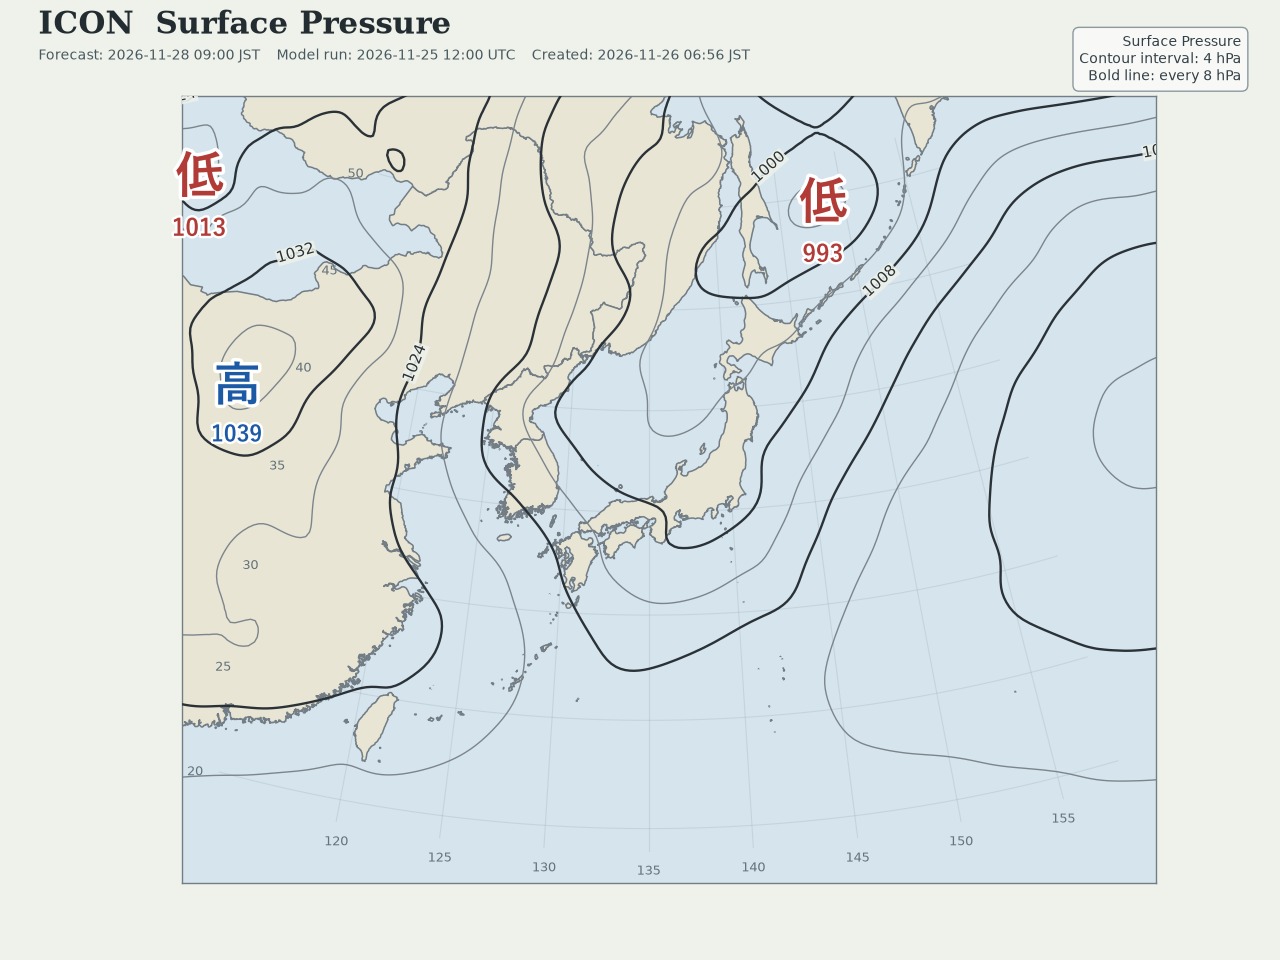 ICON  Surface Pressure
Forecast: 2026-11-28 09:00 JST    Model run: 2026-11-25 12:00 UTC    Created: 2026-11-26 06:56 JST
Surface Pressure
Contour interval: 4 hPa
Bold line: every 8 hPa
低
1013
50
1000
低
993
1032
45
1008
1024
高
1039
40
35
30
25
20
120
125
130
135
140
145
150
155